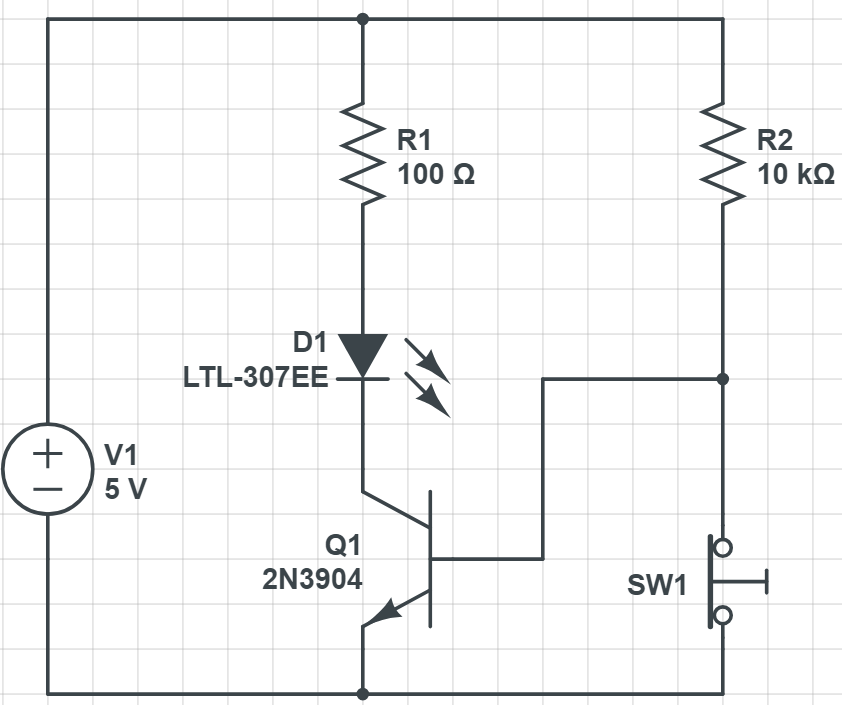 R1
100 Ω
R2
10 kΩ
D1
LTL-307EE
V1
5 V
Q1
2N3904
SW1